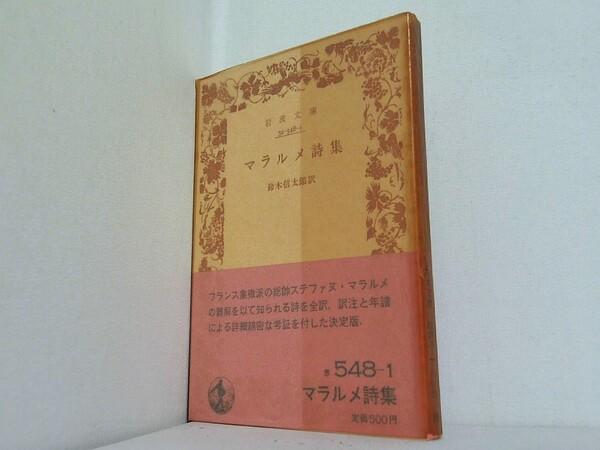 岩波文庫
マラルメ詩集
鈴木信太郎訳
フランス象徴派の総帥ステファヌ・マラルメ
の難解を以て知られる詩を全訳、訳注と年譜
による詳細緻密な考証を付した決定版.
赤 548-1
マラルメ詩集
定価500円